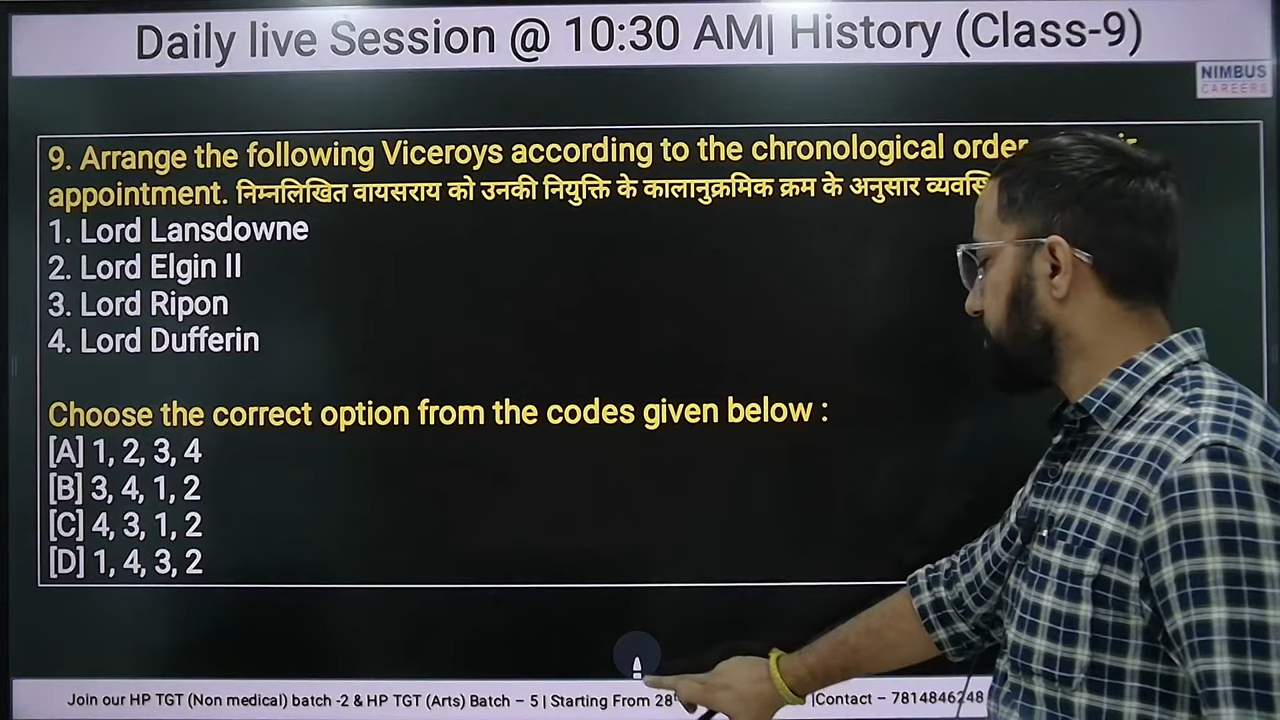 Daily live Session @ 10:30 AM| History (Class-9)
NIMBUS
CAREERS
9. Arrange the following Viceroys according to the chronological order
appointment. निम्नलिखित वायसराय को उनकी नियुक्ति के कालानुक्रमिक क्रम के अनुसार
1. Lord Lansdowne
2. Lord Elgin II
3. Lord Ripon
4. Lord Dufferin
Choose the correct option from the codes given below :
[A] 1, 2, 3, 4
[B] 3, 4, 1, 2
[C] 4, 3, 1, 2
[D] 1, 4, 3, 2
Join our HP TGT (Non medical) batch -2 & HP TGT (Arts) Batch – 5 | Starting From 28 |Contact – 7814846248